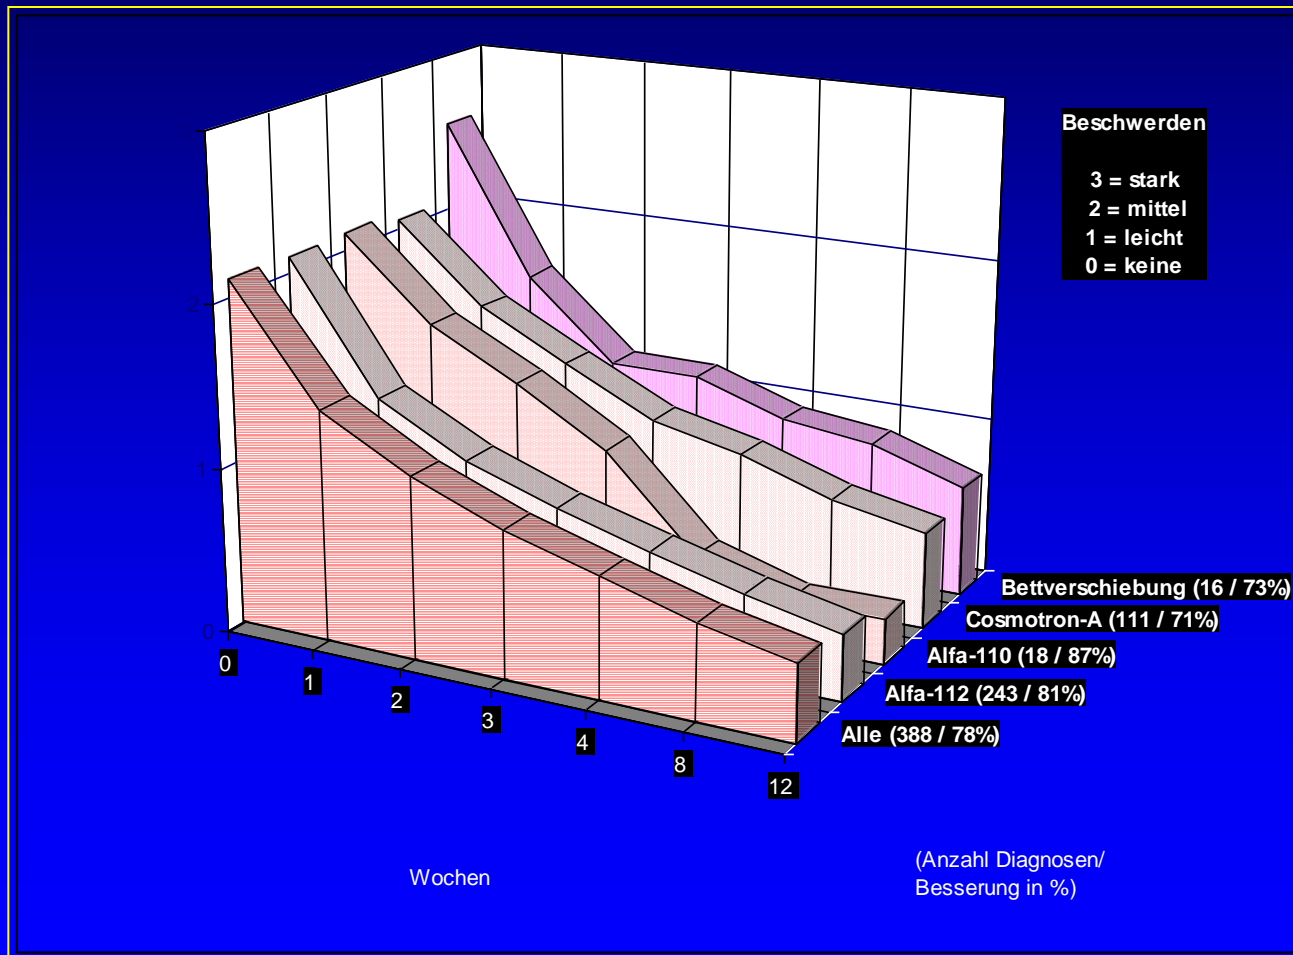 Beschwerden
3 = stark
2 = mittel
1 = leicht
0 = keine
2
1
0
0
1
2
3
4
8
12
Bettverschiebung (16 / 73%)
Cosmotron-A (111 / 71%)
Alfa-110 (18 / 87%)
Alfa-112 (243 / 81%)
Alle (388 / 78%)
Wochen
(Anzahl Diagnosen/
Besserung in %)